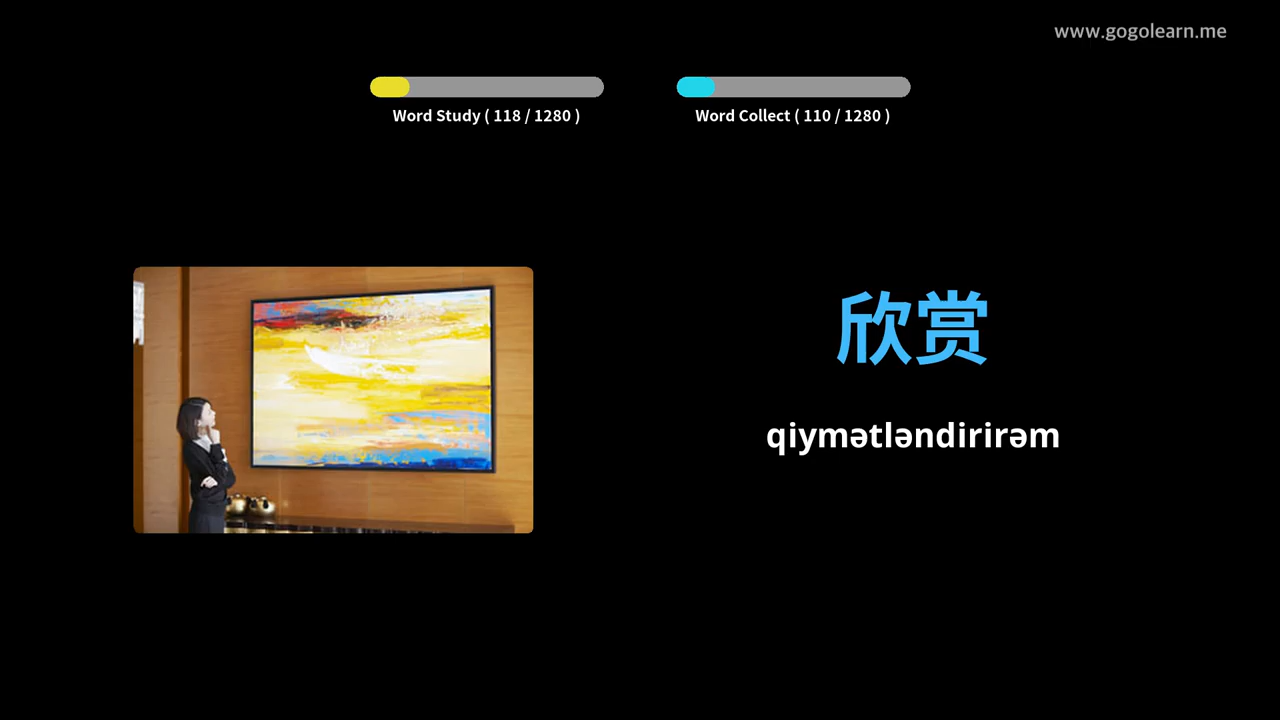 www.gogolearn.me
Word Study ( 118 / 1280 )
Word Collect ( 110 / 1280 )
欣赏
qiymətləndirirəm